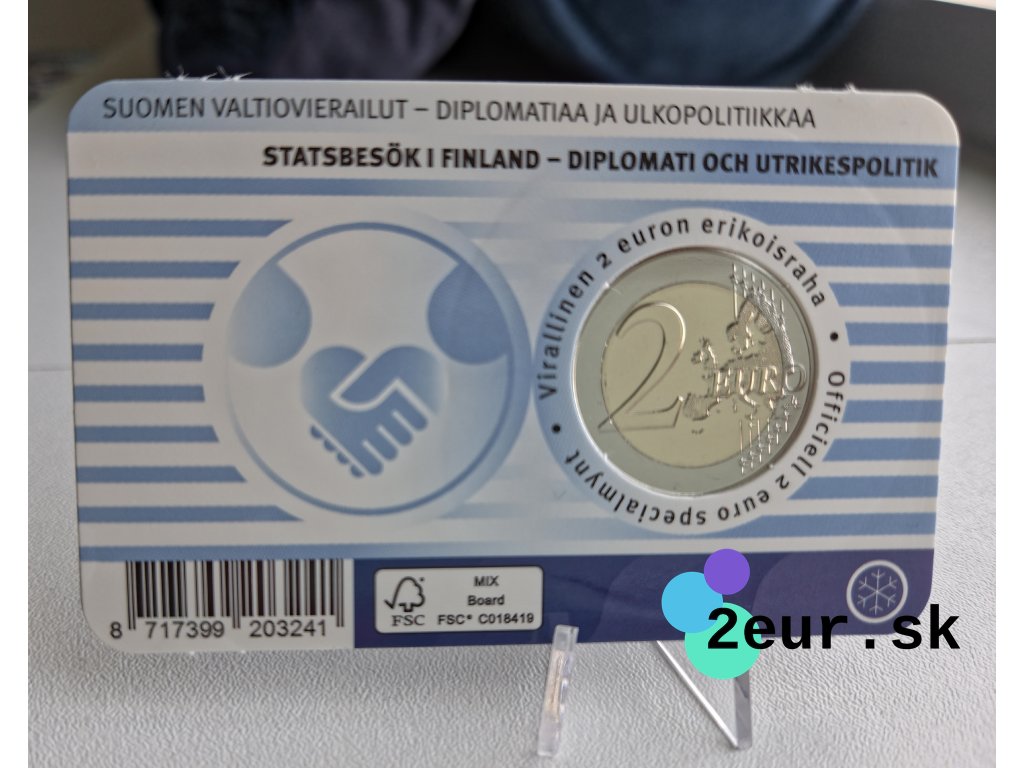 SUOMEN VALTIOVIERAILUT – DIPLOMATIAA JA ULKOPOLITIIKKAA
STATSBESÖK I FINLAND – DIPLOMATI OCH UTRIKESPOLITIK
• Virallinen 2 euron erikoisraha
• Officiell 2 euro specialmynt
2 EURO
8 717399 203241
FSC
MIX
Board
FSC® C018419
2eur.sk